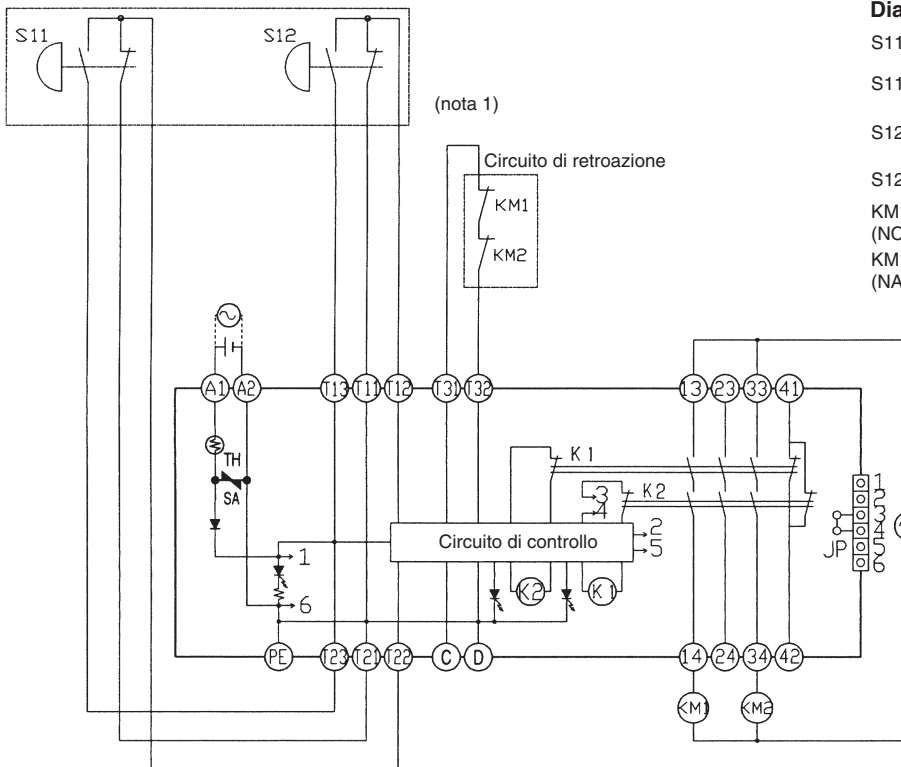 Dia
S11
S12
S11
(nota 1)
S11
Circuito di retroazione
S12
KM1
S12
KM
(NC
KM2
KM
(NA
A1 A2 T13 T11 T12 T31 T32 13 23 33 41
TH
K1
SA
3
K2
4
1
2
2
3
Circuito di controllo
5
4
1
JP
5
K2
K1
6
6
PE T23 T21 T22 C D 14 24 34 42
KM1
KM2